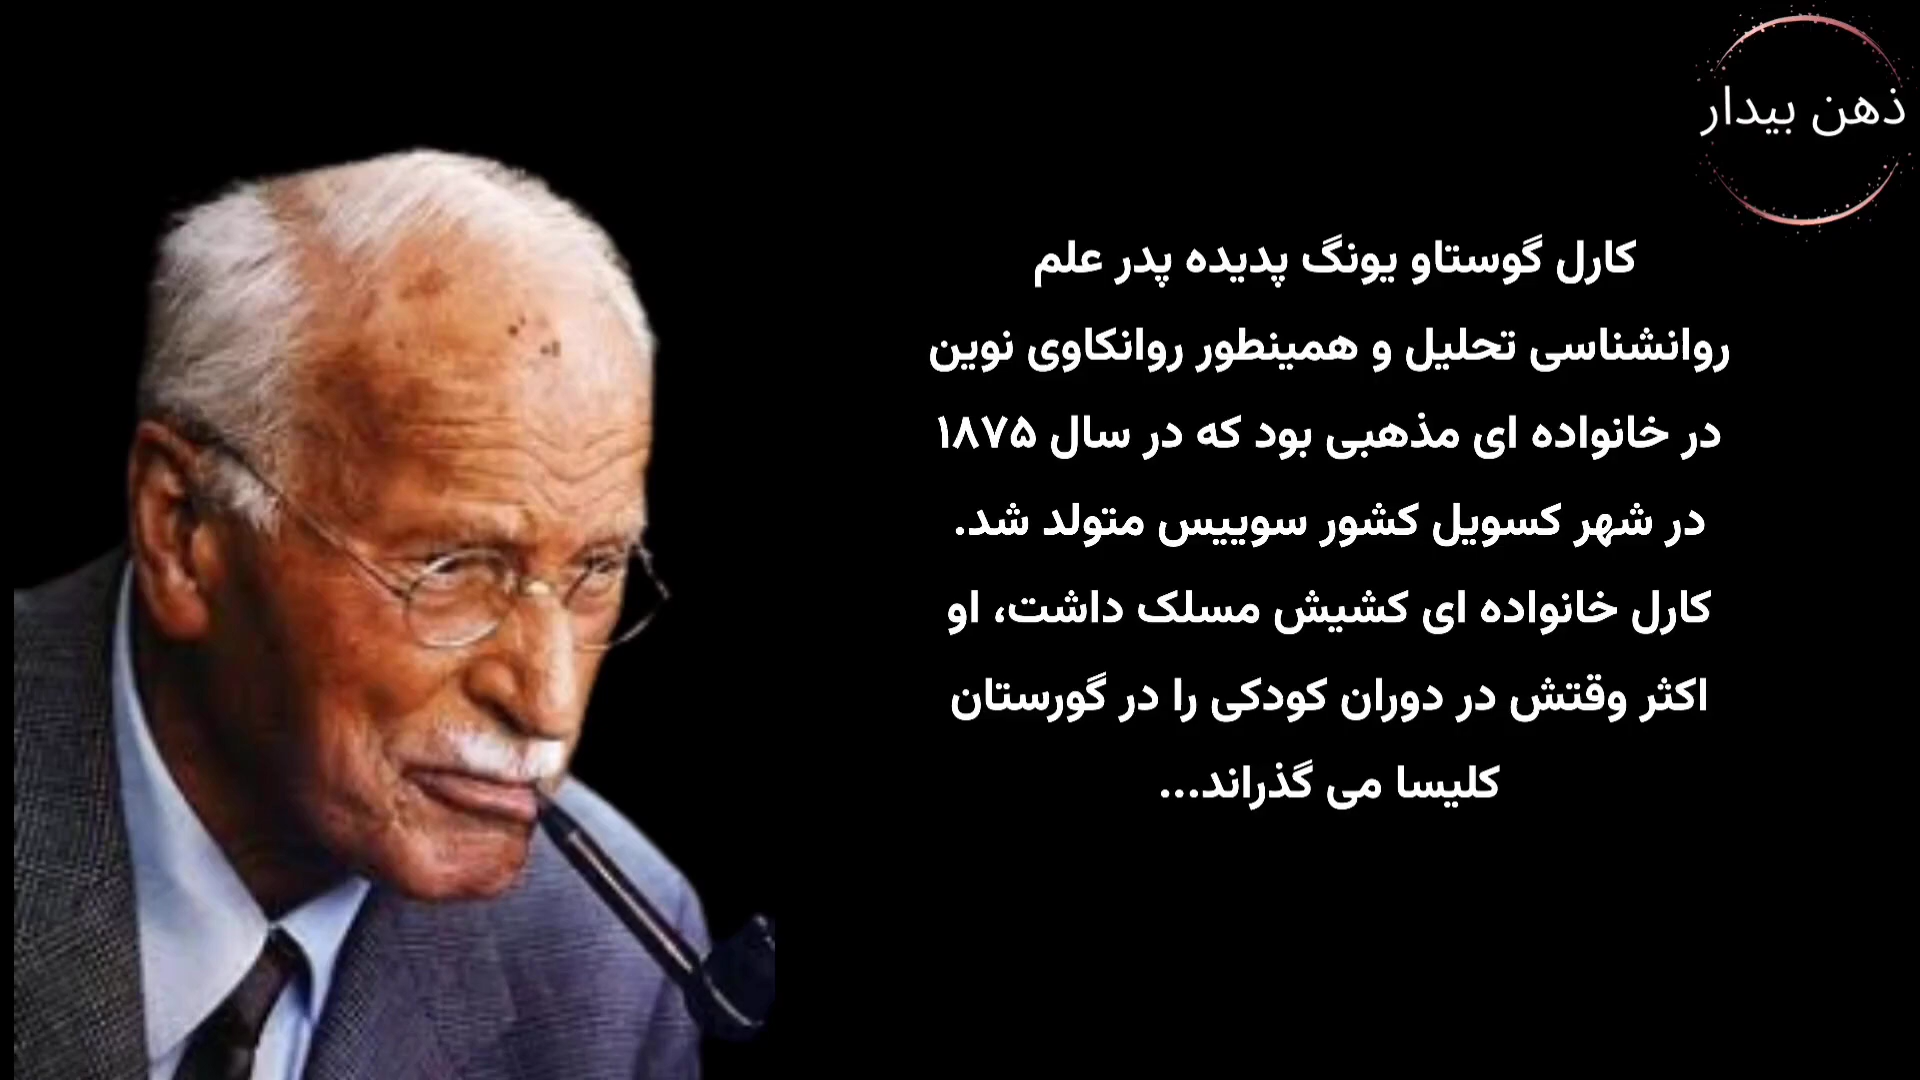 ذهن بیدار
کارل گوستاو یونگ پدیده پدر علم
روانشناسی تحلیل و همینطور روانکاوی نوین
در خانواده ای مذهبی بود که در سال ۱۸۷۵
در شهر کسویل کشور سوییس متولد شد.
کارل خانواده ای کشیش مسلک داشت، او
اکثر وقتش در دوران کودکی را در گورستان
کلیسا می گذراند...